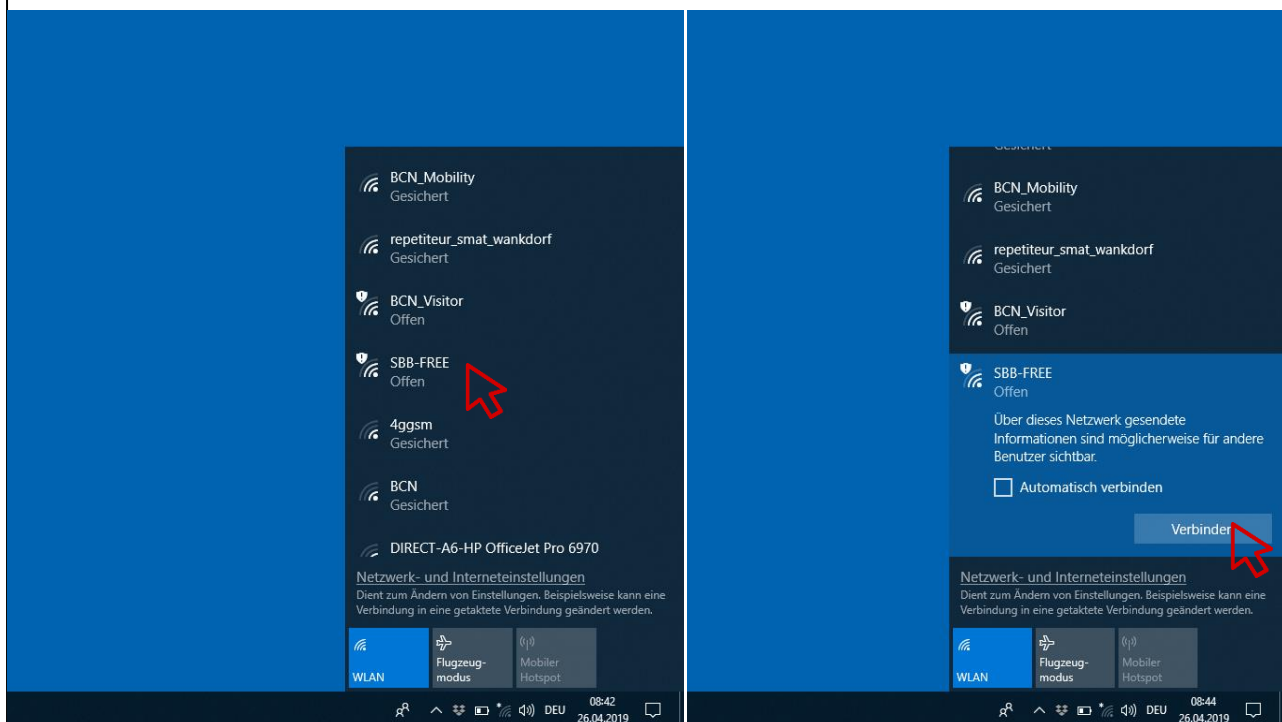 BCN_Mobility
Gesichert
repetiteur_smat_wankdorf
Gesichert
BCN_Visitor
Offen
SBB-FREE
Offen
4ggsm
Gesichert
BCN
Gesichert
DIRECT-A6-HP OfficeJet Pro 6970
Netzwerk- und Interneteinstellungen
Dient zum Ändern von Einstellungen. Beispielsweise kann eine
Verbindung in eine getaktete Verbindung geändert werden.
WLAN
Flugzeug-
modus
Mobiler
Hotspot
DEU
08:42
26.04.2019
Gesichert
BCN_Mobility
Gesichert
repetiteur_smat_wankdorf
Gesichert
BCN_Visitor
Offen
SBB-FREE
Offen
Über dieses Netzwerk gesendete
Informationen sind möglicherweise für andere
Benutzer sichtbar.
Automatisch verbinden
Verbinden
Netzwerk- und Interneteinstellungen
Dient zum Ändern von Einstellungen. Beispielsweise kann eine
Verbindung in eine getaktete Verbindung geändert werden.
WLAN
Flugzeug-
modus
Mobiler
Hotspot
DEU
08:44
26.04.2019